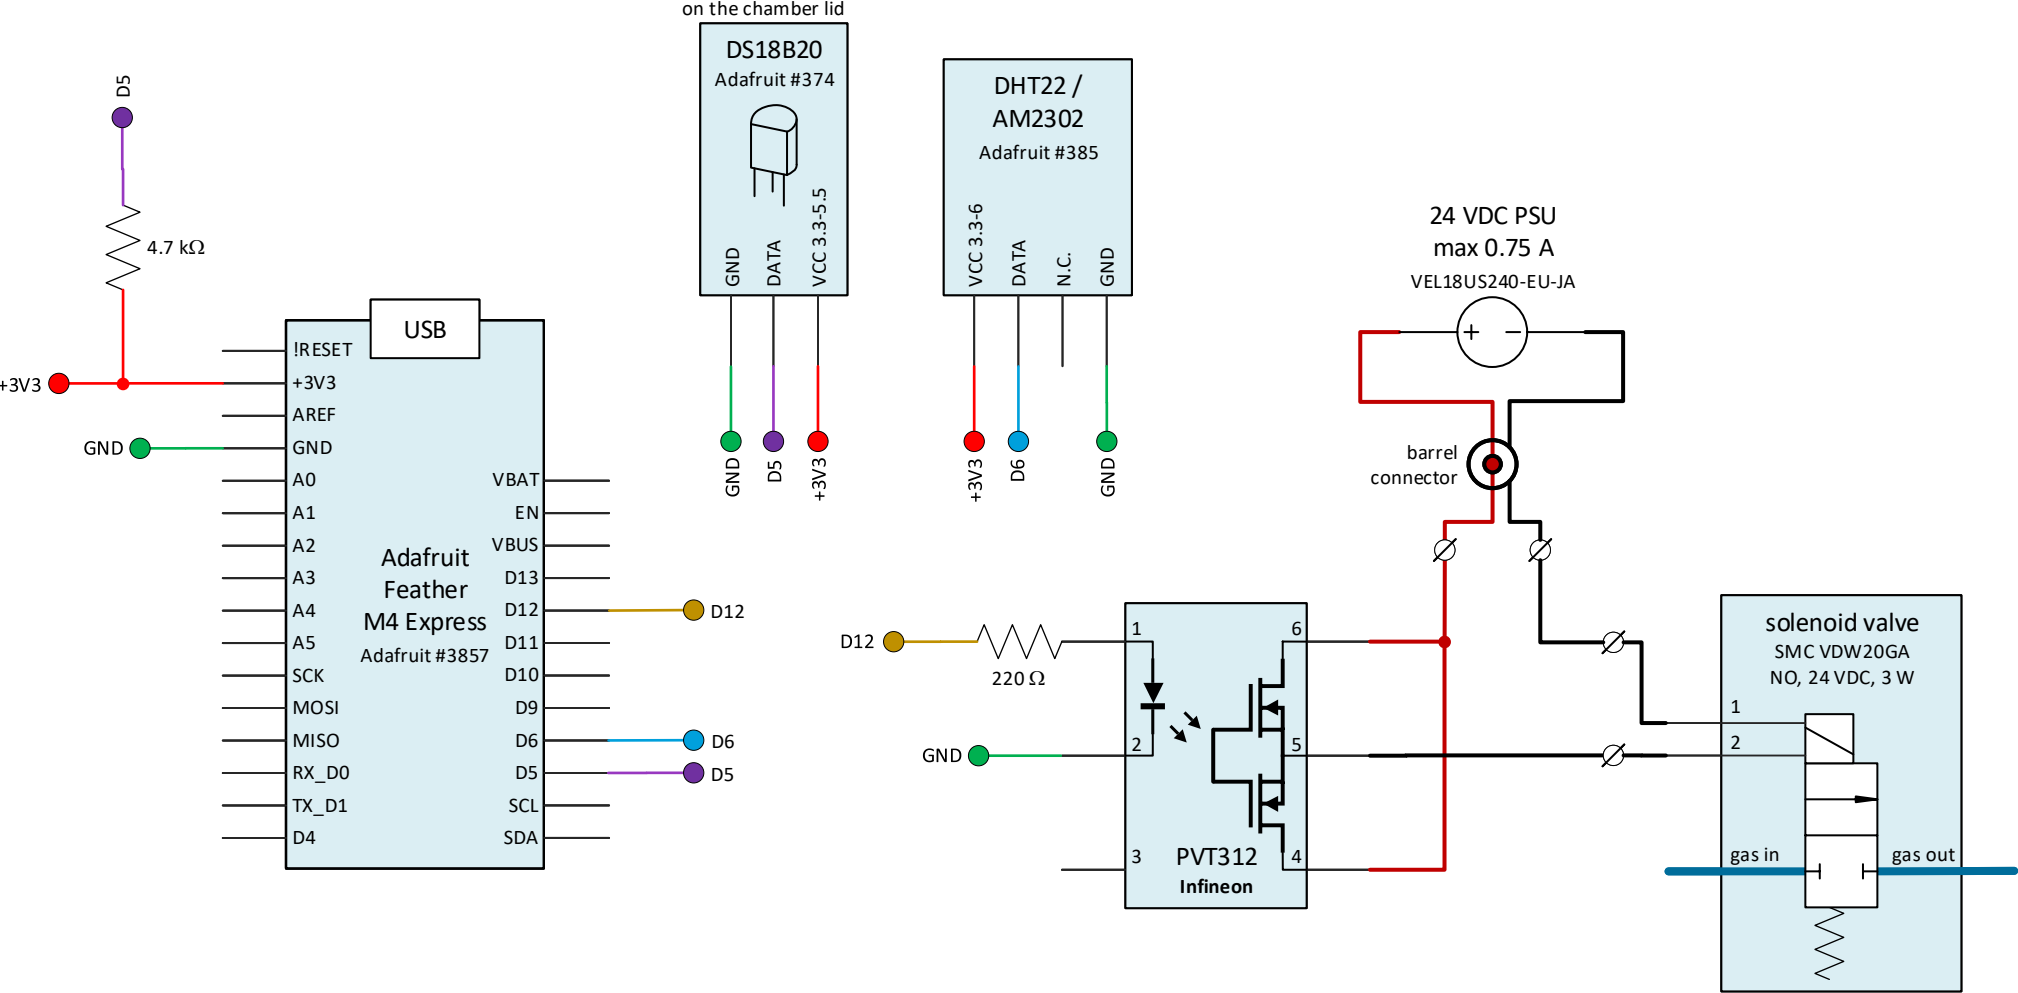 on the chamber lid
DS18B20
Adafruit #374
GND
DATA
VCC 3.3-5.5
GND
D5
+3V3
DHT22 /
AM2302
Adafruit #385
VCC 3.3-6
DATA
N.C.
GND
+3V3
D6
GND
D5
4.7 kΩ
+3V3
GND
USB
!RESET
+3V3
AREF
GND
A0
A1
A2
A3
A4
A5
SCK
MOSI
MISO
RX_D0
TX_D1
D4
VBAT
EN
VBUS
D13
D12
D11
D10
D9
D6
D5
SCL
SDA
Adafruit
Feather
M4 Express
Adafruit #3857
D12
D6
D5
24 VDC PSU
max 0.75 A
VEL18US240-EU-JA
+
−
barrel
connector
D12
220 Ω
GND
1
2
3
6
5
4
PVT312
Infineon
solenoid valve
SMC VDW20GA
NO, 24 VDC, 3 W
1
2
gas in
gas out